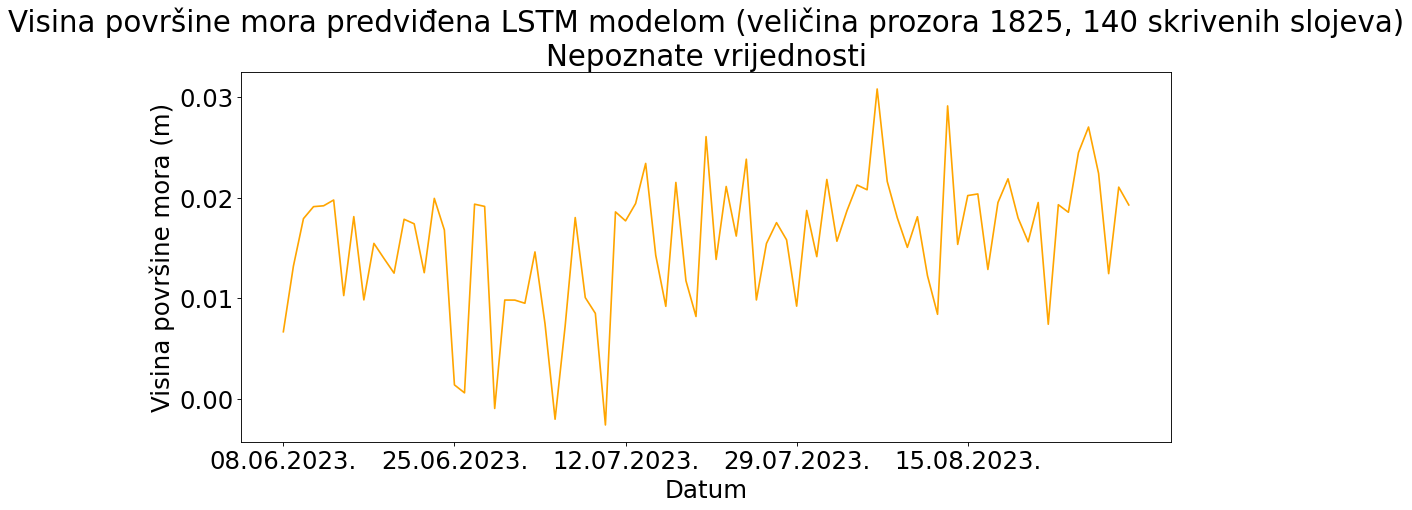 Visina površine mora predviđena LSTM modelom (veličina prozora 1825, 140 skrivenih slojeva)
Nepoznate vrijednosti
Visina površine mora (m)
0.03
0.02
0.01
0.00
08.06.2023. 25.06.2023. 12.07.2023. 29.07.2023. 15.08.2023.
Datum